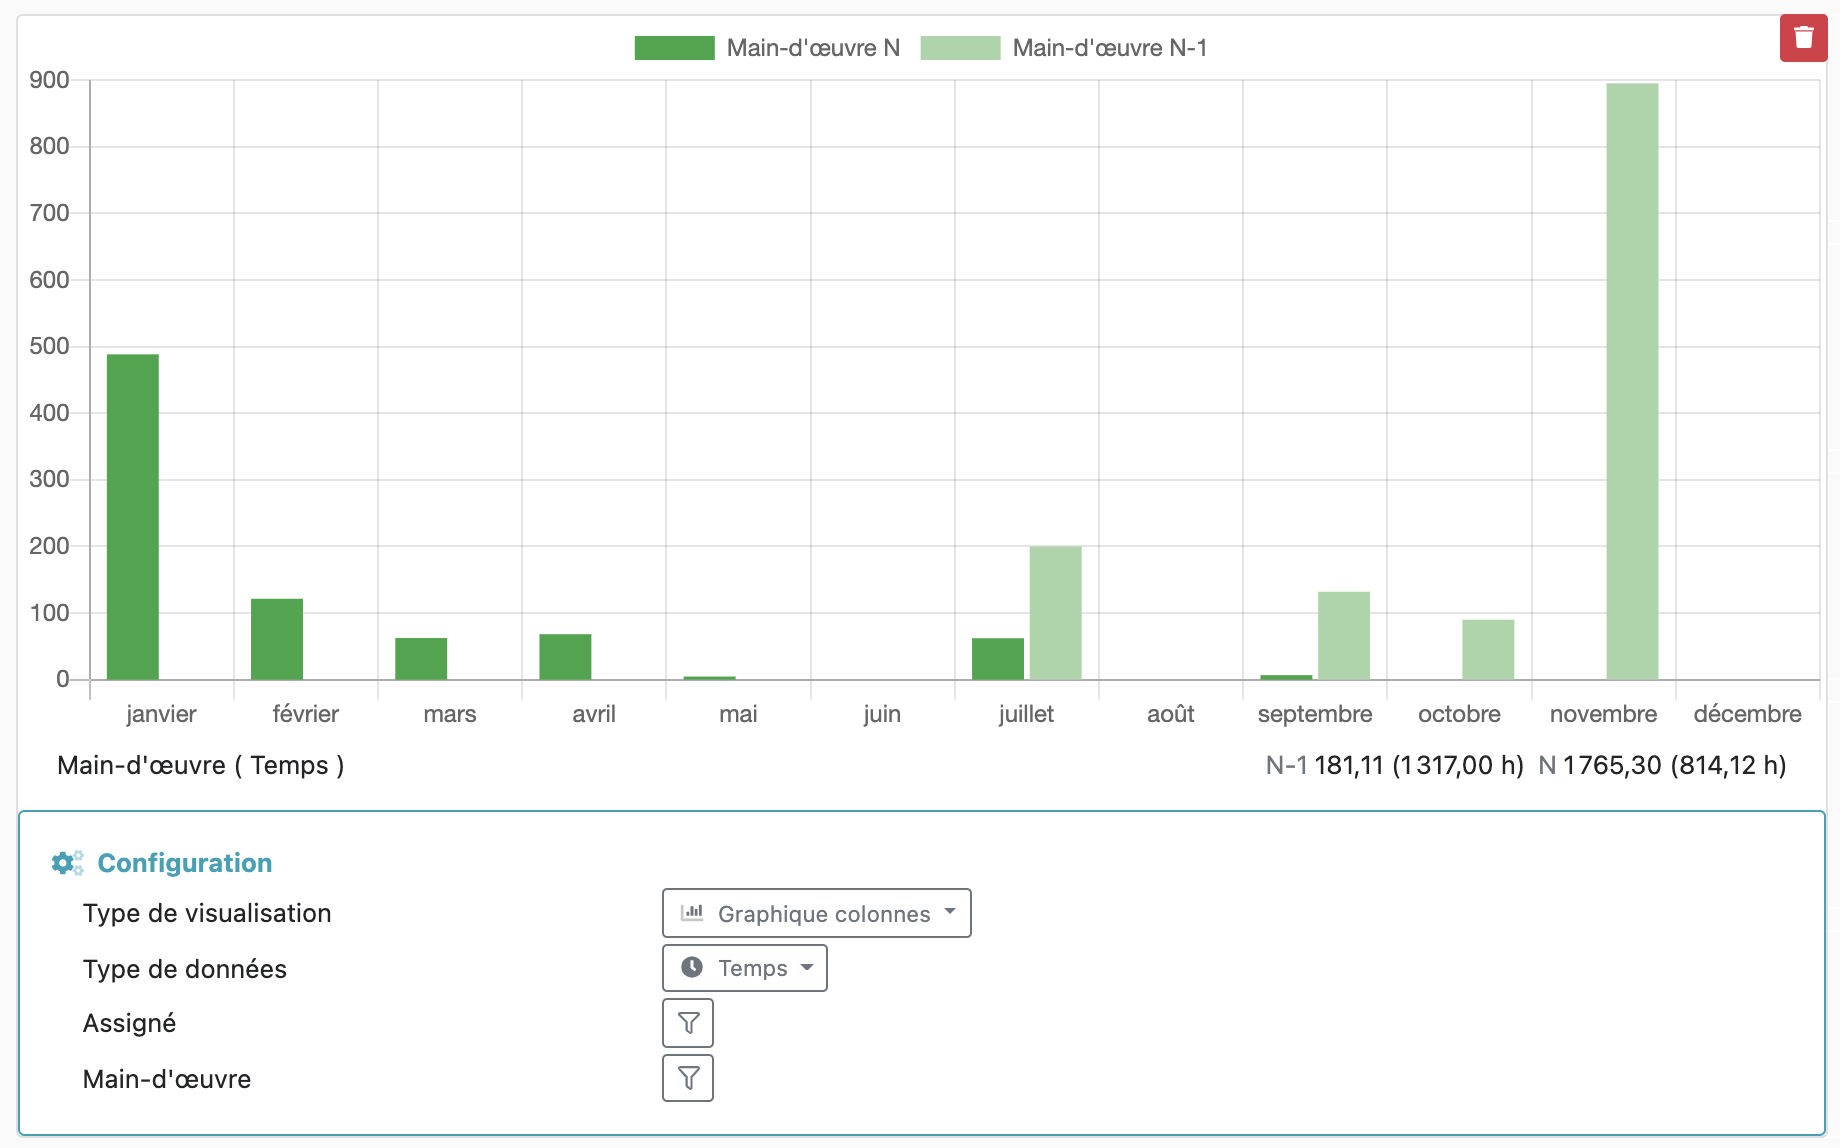 Main-d'œuvre N Main-d'œuvre N-1
900
800
700
600
500
400
300
200
100
0
janvier février mars avril mai juin juillet août septembre octobre novembre décembre
Main-d'œuvre ( Temps ) N-1 181,11 (1 317,00 h) N 1 765,30 (814,12 h)
Configuration
Type de visualisation Graphique colonnes
Type de données Temps
Assigné
Main-d'œuvre